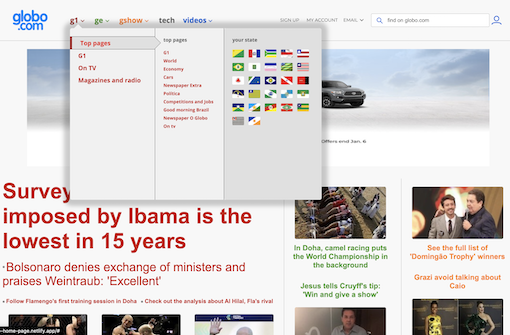 globo
.com
g1
ge
gshow
tech
videos
SIGN UP
MY ACCOUNT
EMAIL
find on globo.com
Top pages
G1
On TV
Magazines and radio
top pages
G1
World
Economy
Cars
Newspaper Extra
Politica
Competitions and Jobs
Good morning Brazil
Newspaper O Globo
On tv
your state
Offers end Jan. 6
Survey
imposed by Ibama is the
lowest in 15 years
Bolsonaro denies exchange of ministers and
praises Weintraub: 'Excellent'
• Follow Flamengo's first training session in Doha
• Check out the analysis about Al Hilal, Fla's rival
In Doha, camel racing puts
the World Championship in
the background
Jesus tells Cruyff's tip:
'Win and give a show'
See the full list of
'Domingão Trophy' winners
Grazi avoid talking about
Caio
-home-page.netlify.app/#